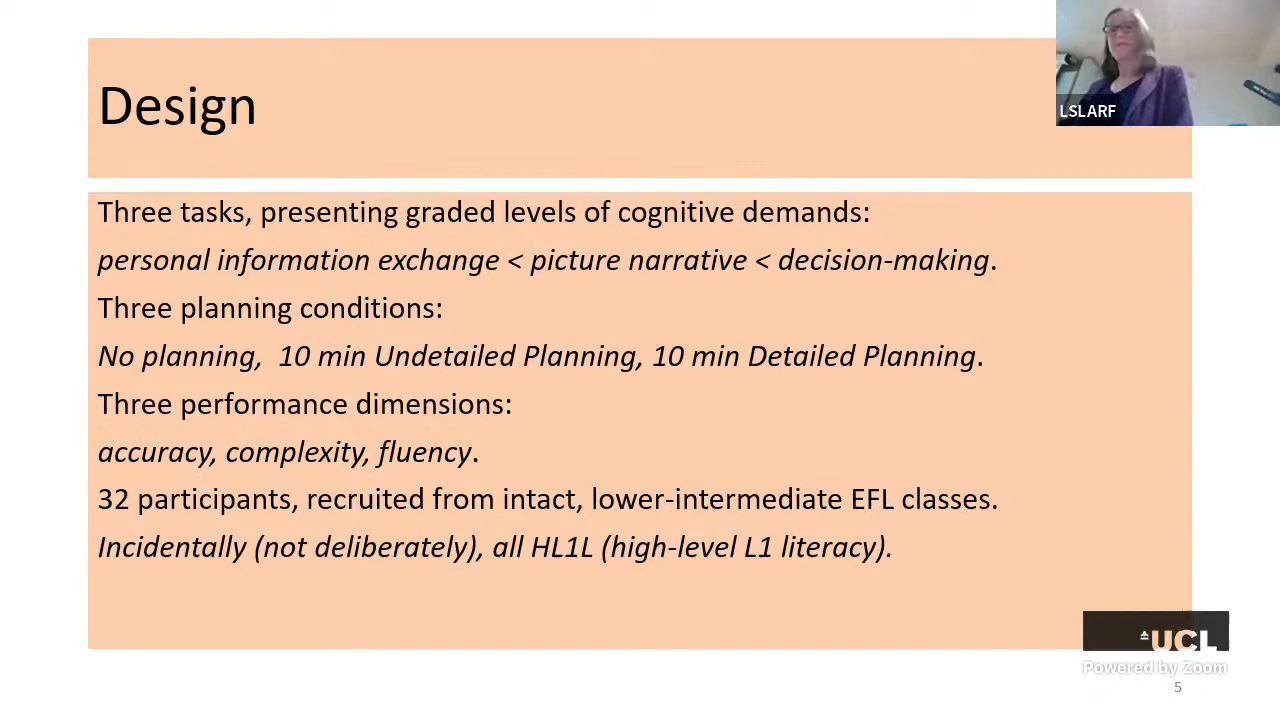 Design
LSLARF
Three tasks, presenting graded levels of cognitive demands:
personal information exchange < picture narrative < decision-making.
Three planning conditions:
No planning,  10 min Undetailed Planning, 10 min Detailed Planning.
Three performance dimensions:
accuracy, complexity, fluency.
32 participants, recruited from intact, lower-intermediate EFL classes.
Incidentally (not deliberately), all HL1L (high-level L1 literacy).
UCL
Powered by Zoom
5